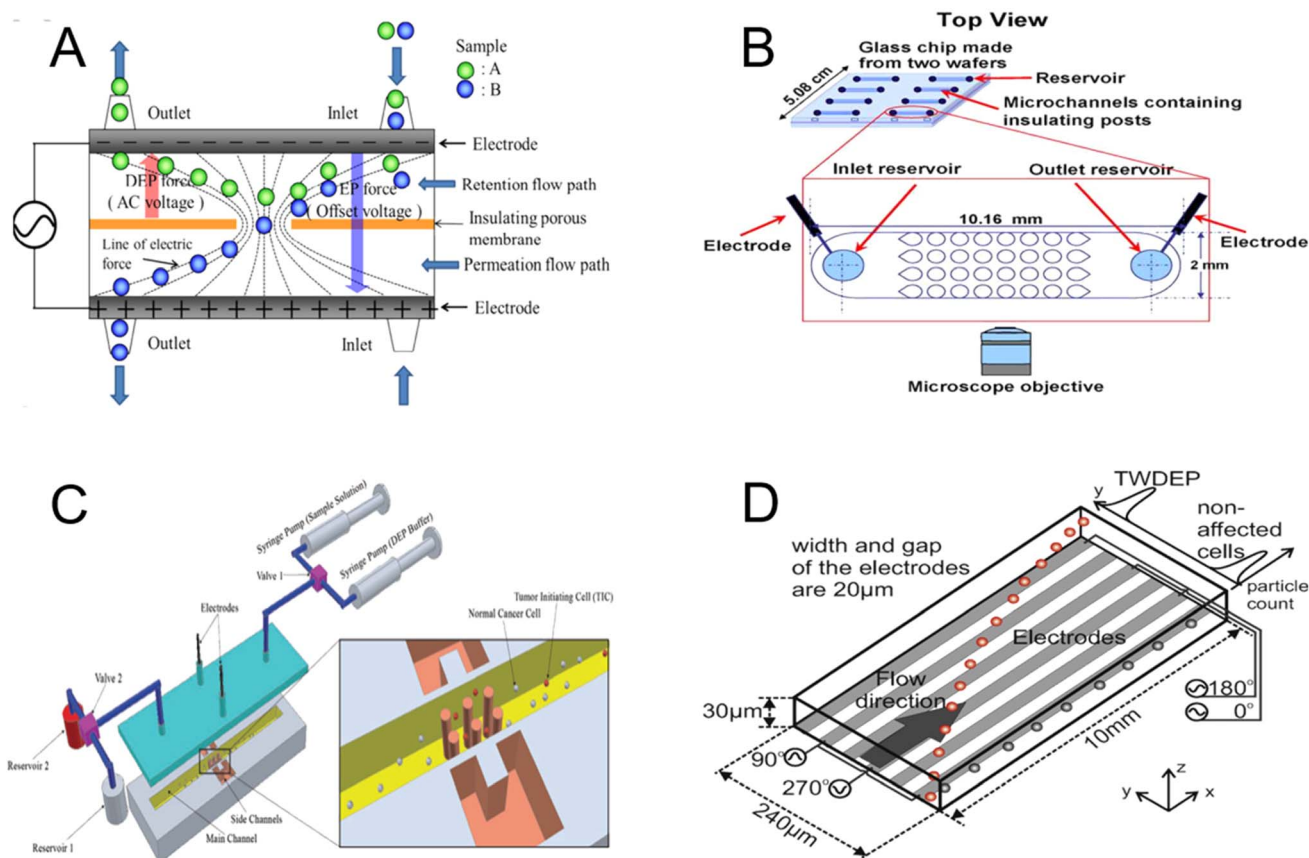 A
Sample
: A
: B
Outlet
Inlet
Electrode
DEP force
( AC voltage )
EP force
( Offset voltage )
Retention flow path
Insulating porous
membrane
Line of electric
force
Permeation flow path
Electrode
Outlet
Inlet
B
Top View
Glass chip made
from two wafers
Reservoir
5.08 cm
Microchannels containing
insulating posts
Inlet reservoir
Outlet reservoir
10.16 mm
Electrode
Electrode
2 mm
Microscope objective
C
Syringe Pump (Sample Solution)
Syringe Pump (DEP Buffer)
Valve 1
Electrodes
Tumor Initiating Cell (TIC)
Normal Cancer Cell
Valve 2
Reservoir 2
Side Channels
Main Channel
Reservoir 1
D
TWDEP
y
non-
affected
cells
width and gap
of the electrodes
are 20μm
particle
count
Electrodes
Flow
direction
180°
0°
30μm
10mm
90°
270°
240μm
z
y
x